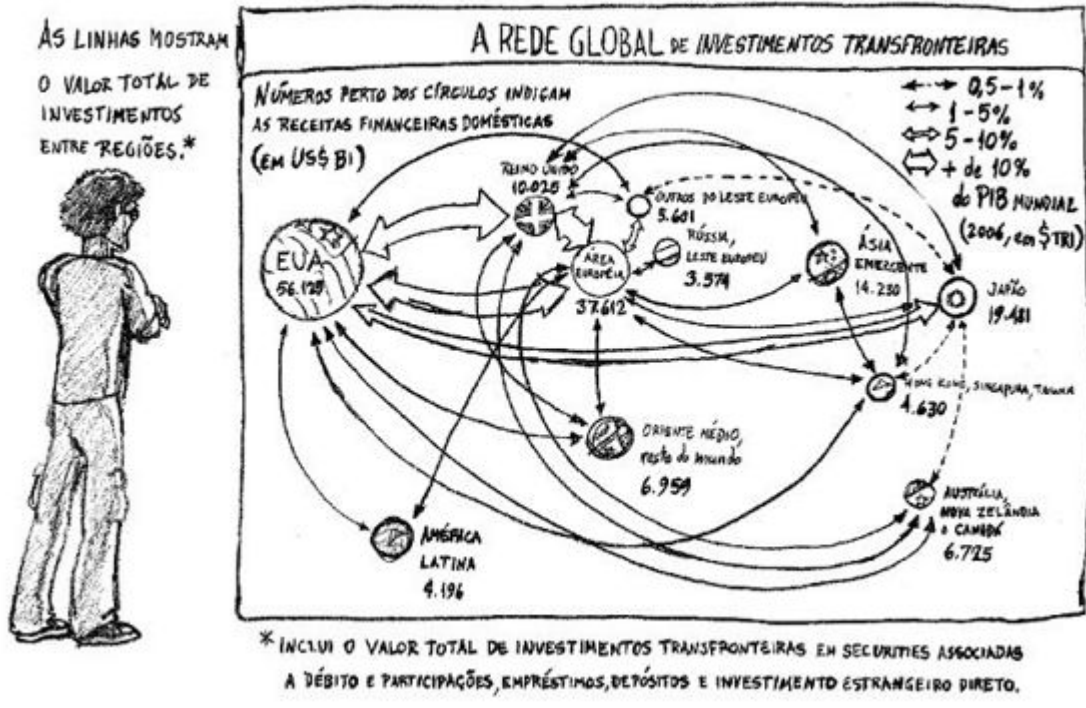 AS LINHAS MOSTRAM
O VALOR TOTAL DE
INVESTIMENTOS
ENTRE REGIÕES.*
A REDE GLOBAL DE INVESTIMENTOS TRANSFRONTEIRAS
NÚMEROS PERTO DOS CÍRCULOS INDICAM
AS RECEITAS FINANCEIRAS DOMÉSTICAS
(EM US$ BI)
0,5-1%
1-5%
5-10%
+ de 10%
do PIB MUNDIAL
(2006, em $TRI)
REINO UNIDO
10.025
OUTROS DO LESTE EUROPEU
5.601
EUA
56.125
ÁREA
EUROPÉIA
37.612
RÚSSIA,
LESTE EUROPEU
3.574
ÁSIA
EMERGENTE
14.230
JAPÃO
19.481
HONG KONG, SINGAPURA,
4.630
ORIENTE MÉDIO,
resto do mundo
6.959
AUSTRÁLIA,
NOVA ZELÂNDIA
e CANADÁ
6.725
AMÉRICA
LATINA
4.196
* INCLUI O VALOR TOTAL DE INVESTIMENTOS TRANSFRONTEIRAS EM SECURITIES ASSOCIADAS
A DÉBITO E PARTICIPAÇÕES, EMPRÉSTIMOS, DEPÓSITOS E INVESTIMENTO ESTRANGEIRO DIRETO.